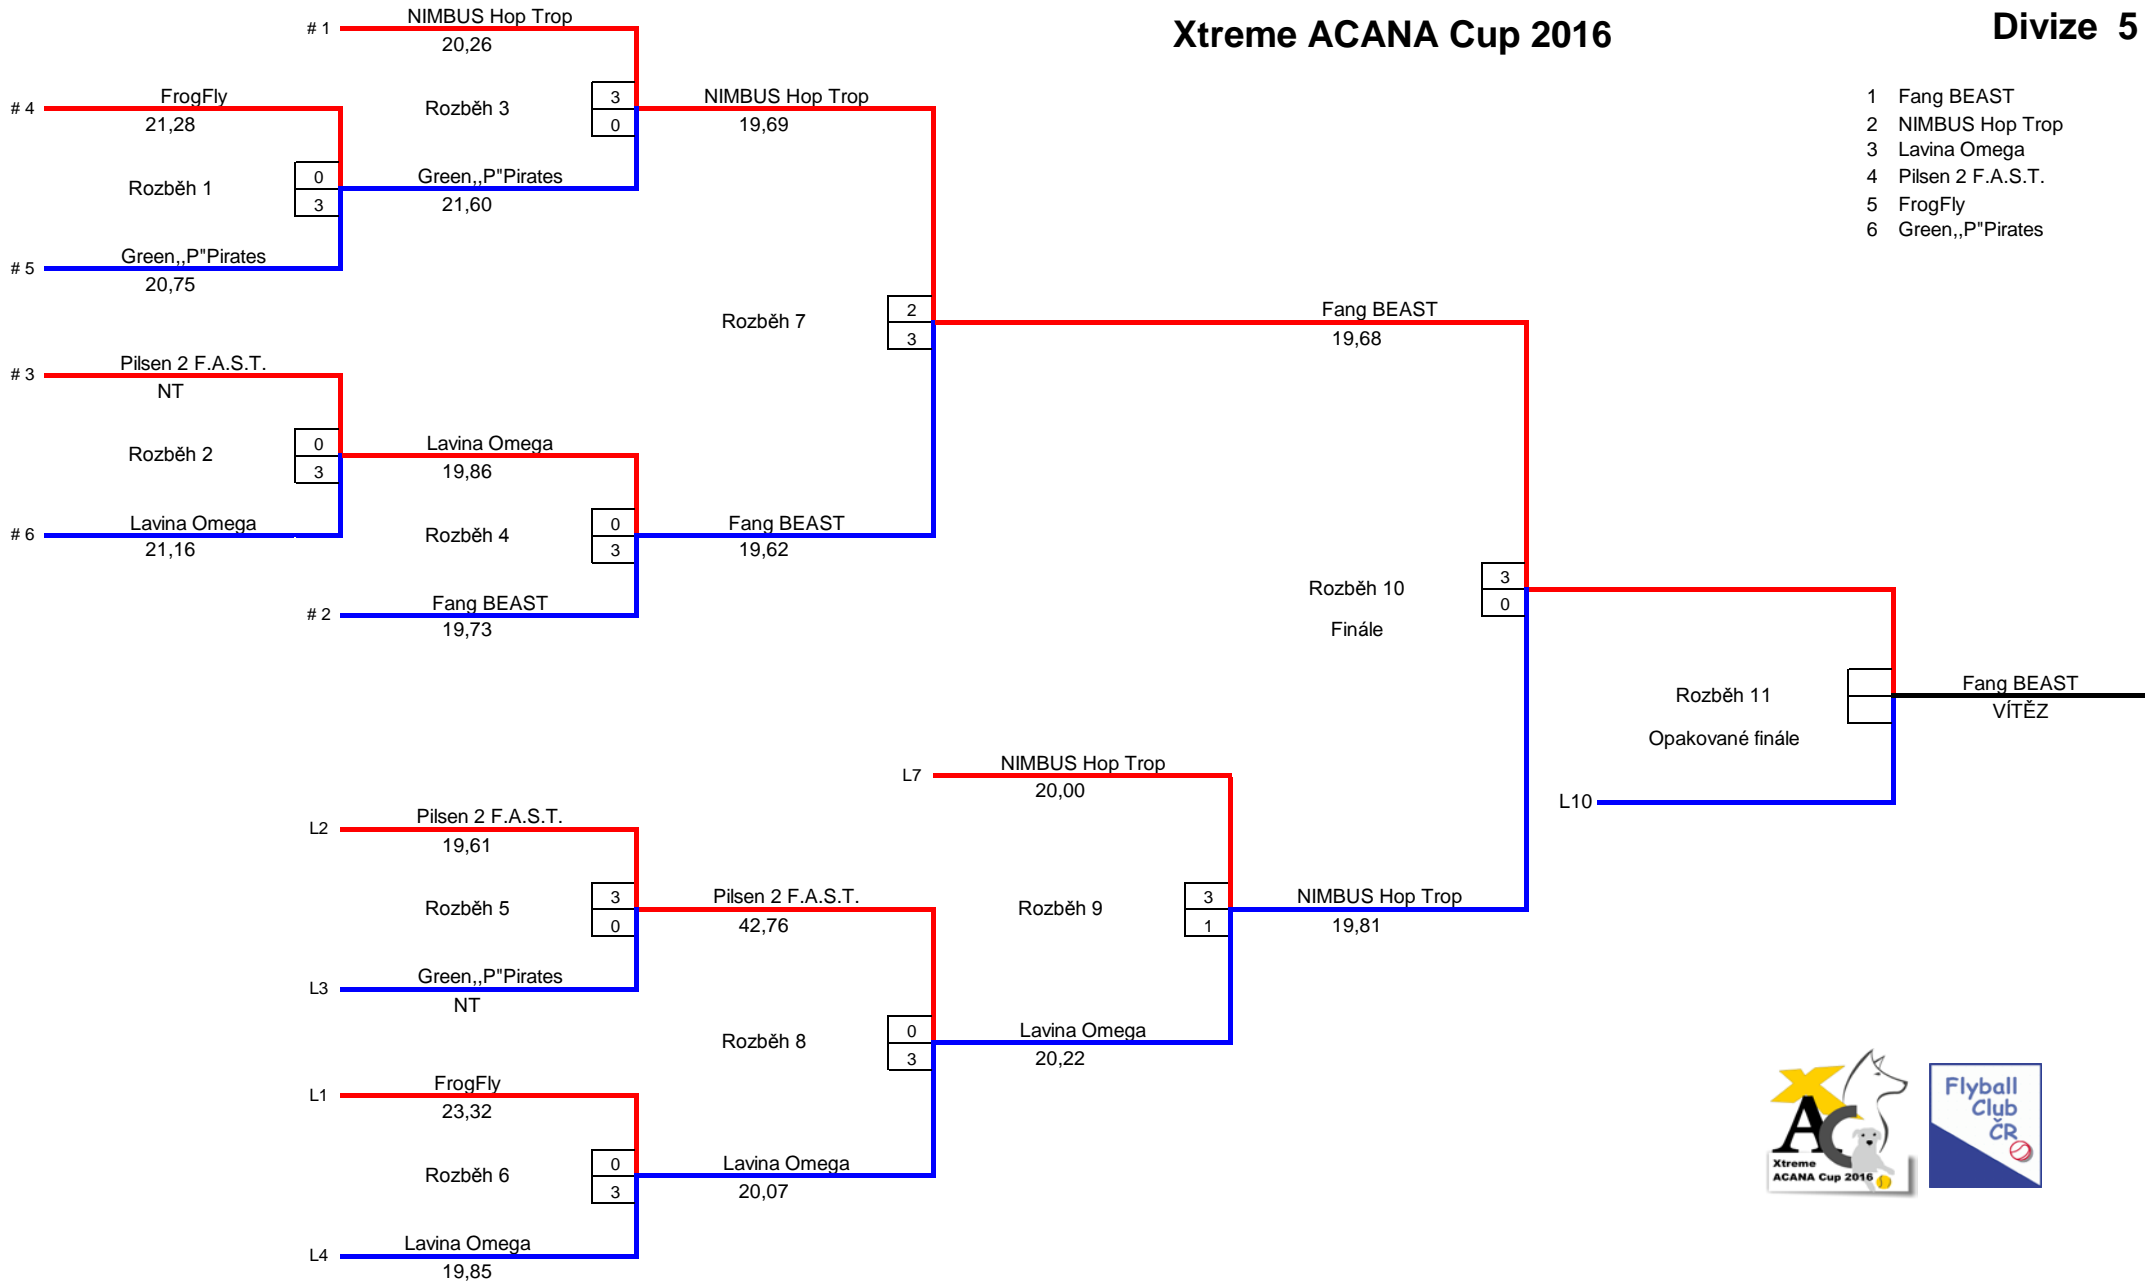 Xtreme ACANA Cup 2016
Divize 5
1 Fang BEAST
2 NIMBUS Hop Trop
3 Lavina Omega
4 Pilsen 2 F.A.S.T.
5 FrogFly
6 Green,,P"Pirates
# 1
NIMBUS Hop Trop
20,26
# 4
FrogFly
21,28
Rozběh 3
3
0
NIMBUS Hop Trop
19,69
Rozběh 1
0
3
Green,,P"Pirates
21,60
# 5
Green,,P"Pirates
20,75
Rozběh 7
2
3
Fang BEAST
19,68
# 3
Pilsen 2 F.A.S.T.
NT
Rozběh 2
0
3
Lavina Omega
19,86
# 6
Lavina Omega
21,16
Rozběh 4
0
3
Fang BEAST
19,62
# 2
Fang BEAST
19,73
Rozběh 10
Finále
3
0
Rozběh 11
Opakované finále
Fang BEAST
VÍTĚZ
L10
L7
NIMBUS Hop Trop
20,00
L2
Pilsen 2 F.A.S.T.
19,61
Rozběh 5
3
0
Pilsen 2 F.A.S.T.
42,76
Rozběh 9
3
1
NIMBUS Hop Trop
19,81
L3
Green,,P"Pirates
NT
Rozběh 8
0
3
Lavina Omega
20,22
L1
FrogFly
23,32
Rozběh 6
0
3
Lavina Omega
20,07
L4
Lavina Omega
19,85
XAC
Xtreme
ACANA Cup 2016
Flyball
Club
ČR